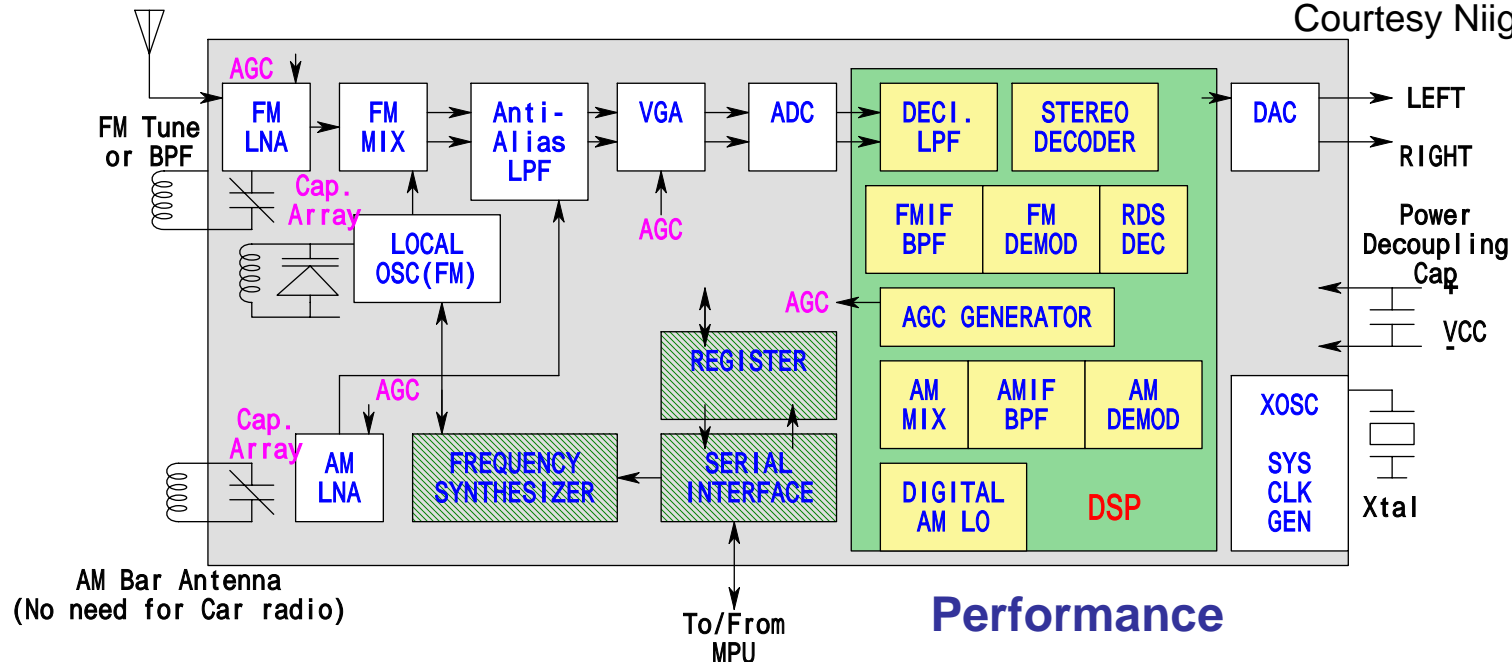 Courtesy Niig
AGC
FM
LNA
FM
MIX
Anti-
Alias
LPF
VGA
ADC
DECI.
LPF
STEREO
DECODER
DAC
LEFT
RIGHT
FM Tune
or BPF
Cap.
Array
LOCAL
OSC(FM)
AGC
FMIF
BPF
FM
DEMOD
RDS
DEC
Power
Decoupling
Cap
+
VCC
-
AGC
AGC GENERATOR
REGISTER
AGC
Cap.
Array
AM
LNA
FREQUENCY
SYNTHESIZER
SERIAL
INTERFACE
AM
MIX
AMIF
BPF
AM
DEMOD
DIGITAL
AM LO
DSP
XOSC
SYS
CLK
GEN
Xtal
AM Bar Antenna
(No need for Car radio)
To/From
MPU
Performance